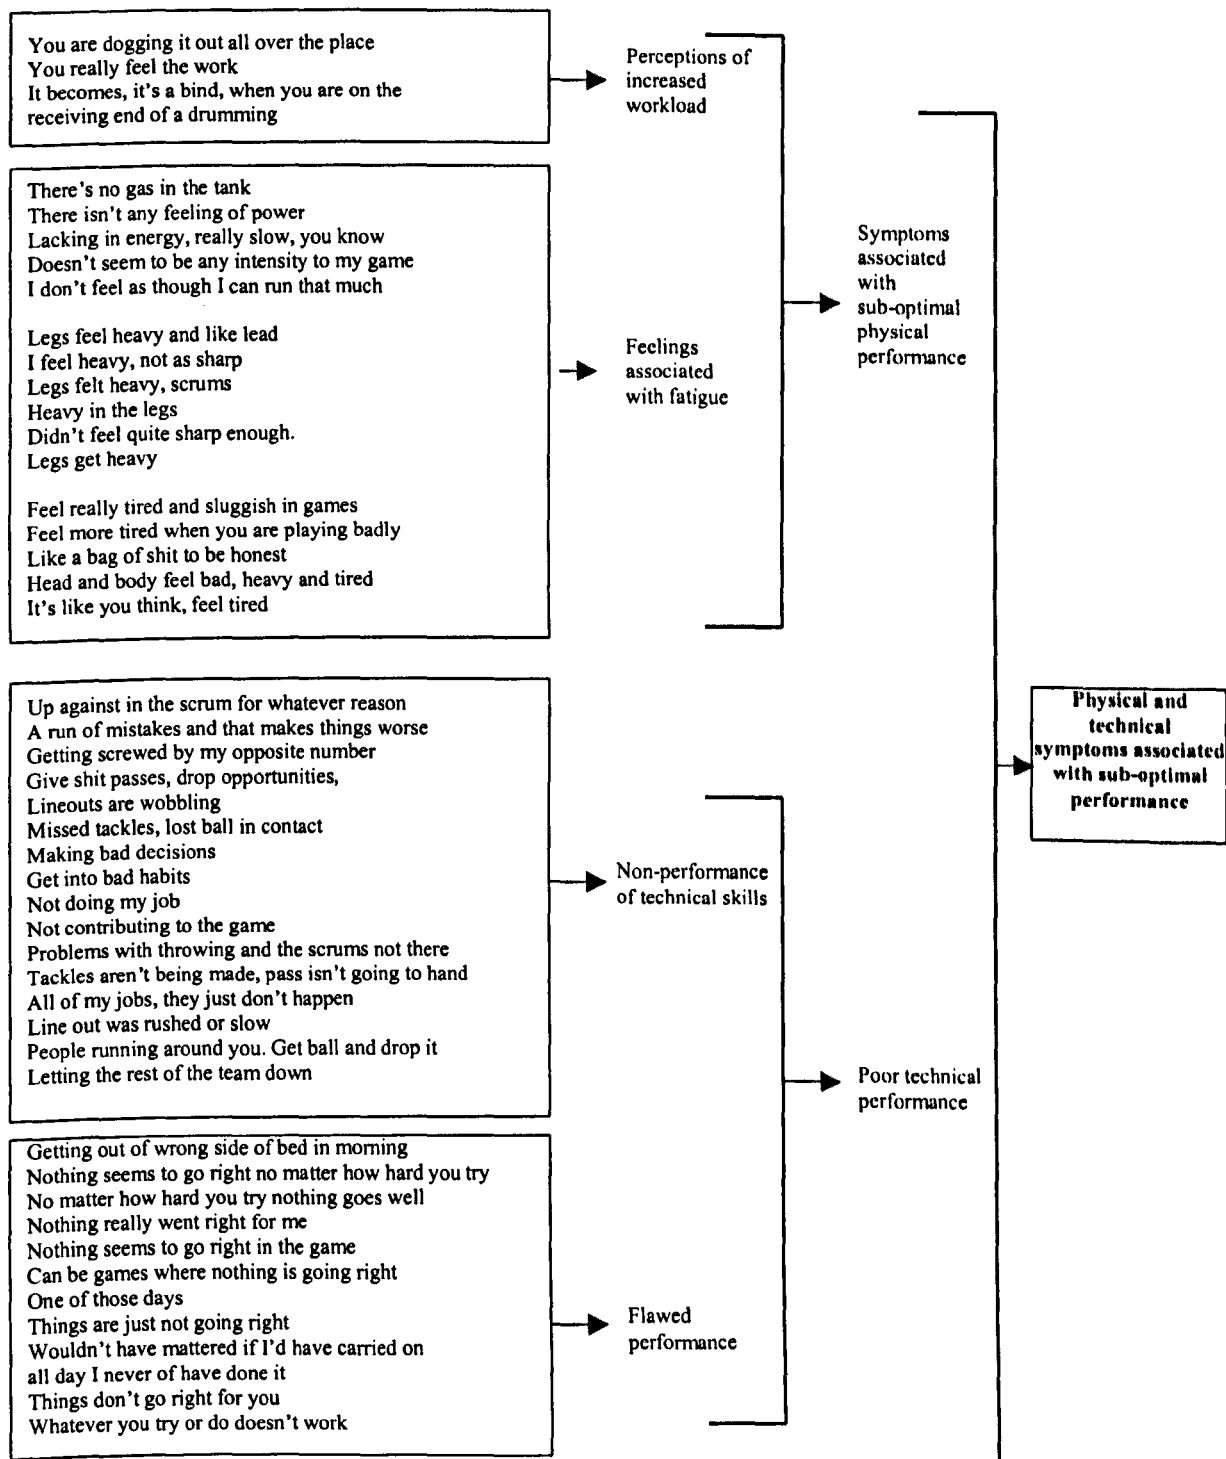 You are dogging it out all over the place
You really feel the work
It becomes, it's a bind, when you are on the
receiving end of a drumming
Perceptions of
increased
workload
There's no gas in the tank
There isn't any feeling of power
Lacking in energy, really slow, you know
Doesn't seem to be any intensity to my game
I don't feel as though I can run that much
Legs feel heavy and like lead
I feel heavy, not as sharp
Legs felt heavy, scrums
Heavy in the legs
Didn't feel quite sharp enough.
Legs get heavy
Feel really tired and sluggish in games
Feel more tired when you are playing badly
Like a bag of shit to be honest
Head and body feel bad, heavy and tired
It's like you think, feel tired
Feelings
associated
with fatigue
Symptoms
associated
with
sub-optimal
physical
performance
Up against in the scrum for whatever reason
A run of mistakes and that makes things worse
Getting screwed by my opposite number
Give shit passes, drop opportunities,
Lineouts are wobbling
Missed tackles, lost ball in contact
Making bad decisions
Get into bad habits
Not doing my job
Not contributing to the game
Problems with throwing and the scrums not there
Tackles aren't being made, pass isn't going to hand
All of my jobs, they just don't happen
Line out was rushed or slow
People running around you. Get ball and drop it
Letting the rest of the team down
Non-performance
of technical skills
Getting out of wrong side of bed in morning
Nothing seems to go right no matter how hard you try
No matter how hard you try nothing goes well
Nothing really went right for me
Nothing seems to go right in the game
Can be games where nothing is going right
One of those days
Things are just not going right
Wouldn't have mattered if I'd have carried on
all day I never of have done it
Things don't go right for you
Whatever you try or do doesn't work
Flawed
performance
Poor technical
performance
Physical and
technical
symptoms associated
with sub-optimal
performance